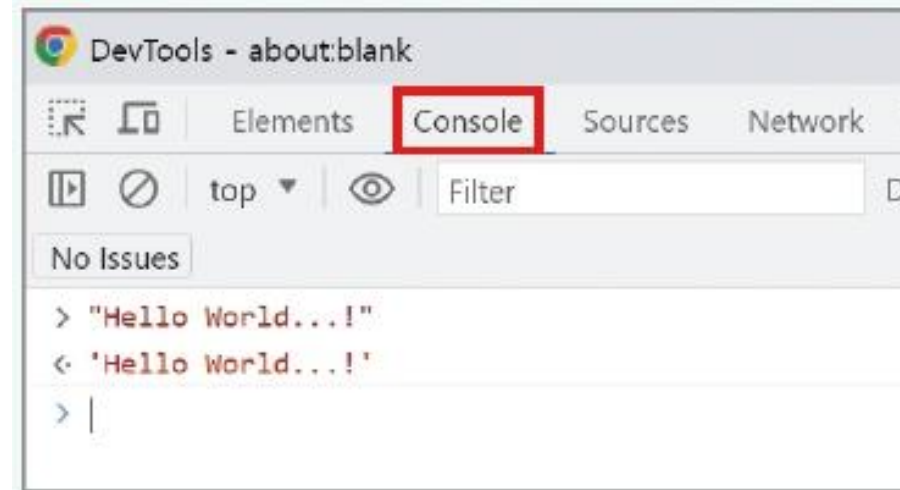 DevTools - about:blank
Elements Console Sources Network
top Filter
No Issues
> "Hello World...!"
<· 'Hello World...!'
>